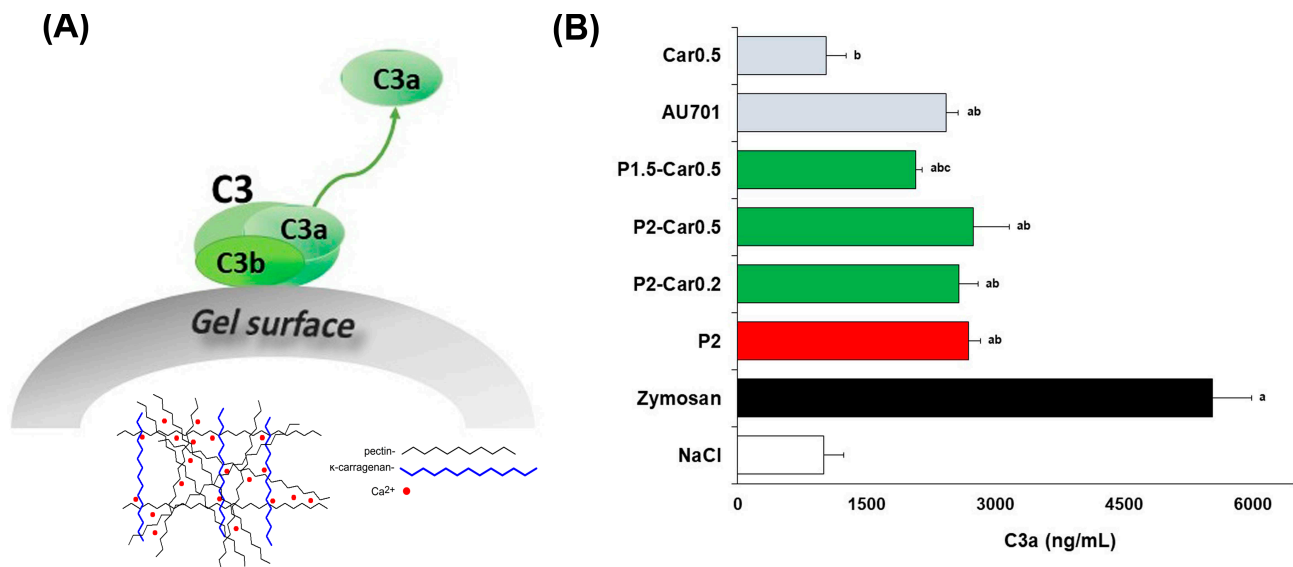 (A)
C3a
C3
C3a
C3b
Gel surface
pectin-
κ-carragenan-
Ca2+
(B)
Car0.5
b
AU701
ab
P1.5-Car0.5
abc
P2-Car0.5
ab
P2-Car0.2
ab
P2
ab
Zymosan
a
NaCl
0 1500 3000 4500 6000
C3a (ng/mL)